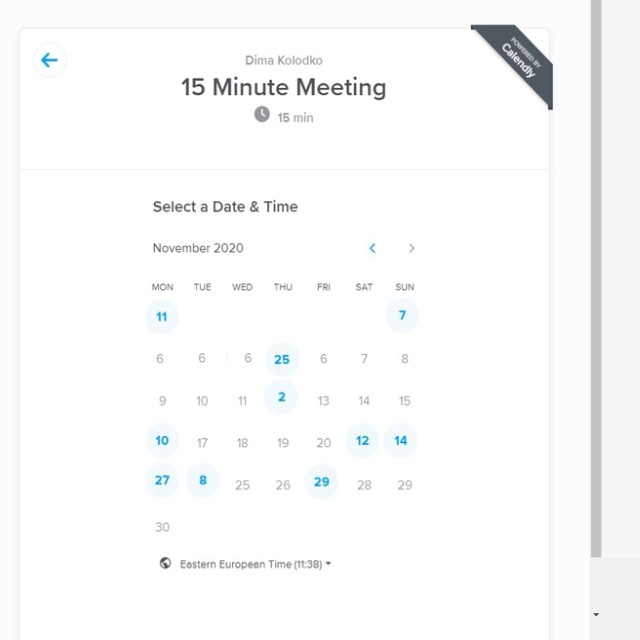 Dima Kolodko
15 Minute Meeting
15 min
POWERED BY
Calendly
Select a Date & Time
November 2020
MON TUE WED THU FRI SAT SUN
11 7
6 6 6 25 6 7 8
9 10 11 2 13 14 15
10 17 18 19 20 12 14
27 8 25 26 29 28 29
30
Eastern European Time (11:38)